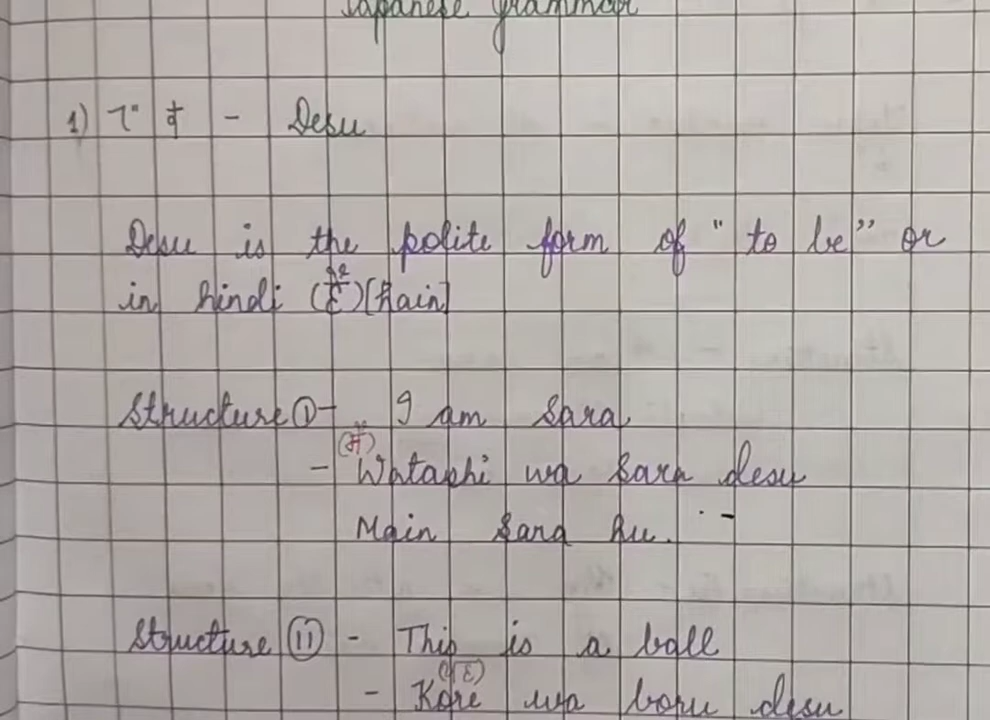 Japanese grammar
1) です - Desu
Desu is the polite form of "to be" or
in hindi (है) [Hain]
Structure ① - I am Sara
(मैं)
- Watashi wa Sara desu
Main Sara hu.
Structure ⑪ - This is a ball
(यह)
- Kore wa boru desu